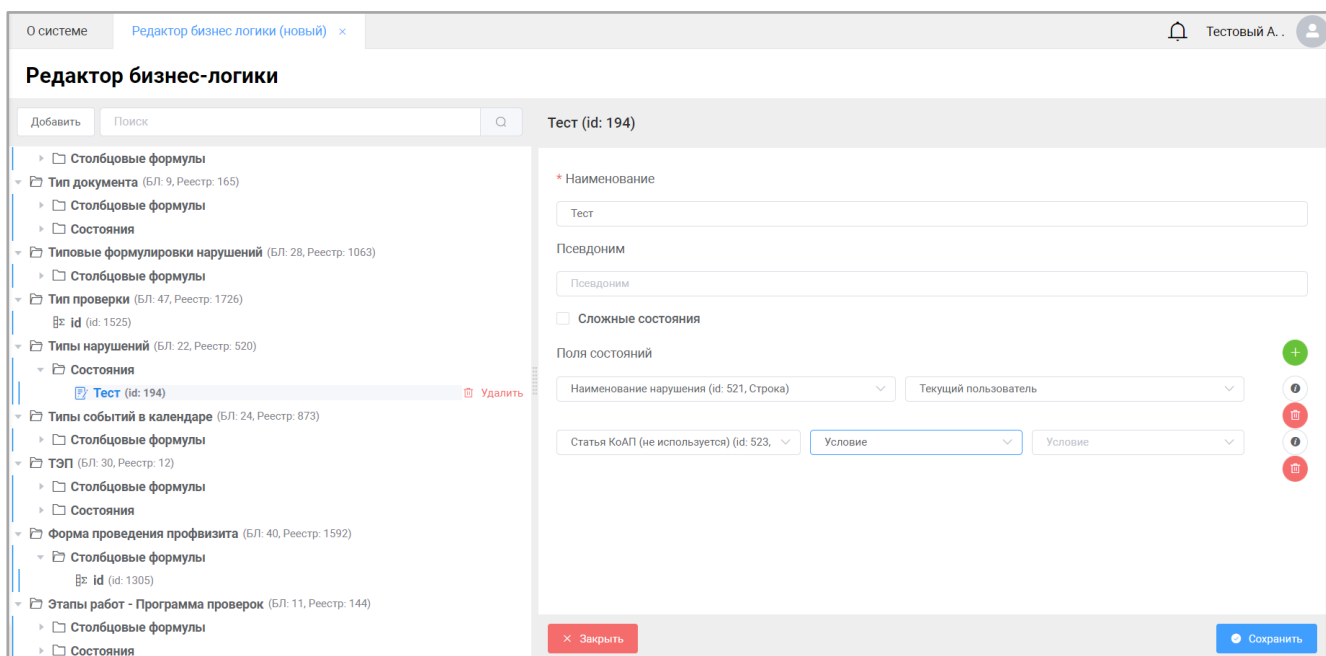 О системе
Редактор бизнес логики (новый) ×
Тестовый А. .
Редактор бизнес-логики
Добавить
Поиск
Тест (id: 194)
Столбцовые формулы
Тип документа (БЛ: 9, Реестр: 165)
Столбцовые формулы
Состояния
Типовые формулировки нарушений (БЛ: 28, Реестр: 1063)
Столбцовые формулы
Тип проверки (БЛ: 47, Реестр: 1726)
id (id: 1525)
Типы нарушений (БЛ: 22, Реестр: 520)
Состояния
Тест (id: 194) Удалить
Типы событий в календаре (БЛ: 24, Реестр: 873)
Столбцовые формулы
ТЭП (БЛ: 30, Реестр: 12)
Столбцовые формулы
Состояния
Форма проведения профвизита (БЛ: 40, Реестр: 1592)
Столбцовые формулы
id (id: 1305)
Этапы работ - Программа проверок (БЛ: 11, Реестр: 144)
Столбцовые формулы
Состояния
* Наименование
Тест
Псевдоним
Псевдоним
Сложные состояния
Поля состояний
Наименование нарушения (id: 521, Строка)
Текущий пользователь
Статья КоАП (не используется) (id: 523,
Условие
Условие
× Закрыть
Сохранить